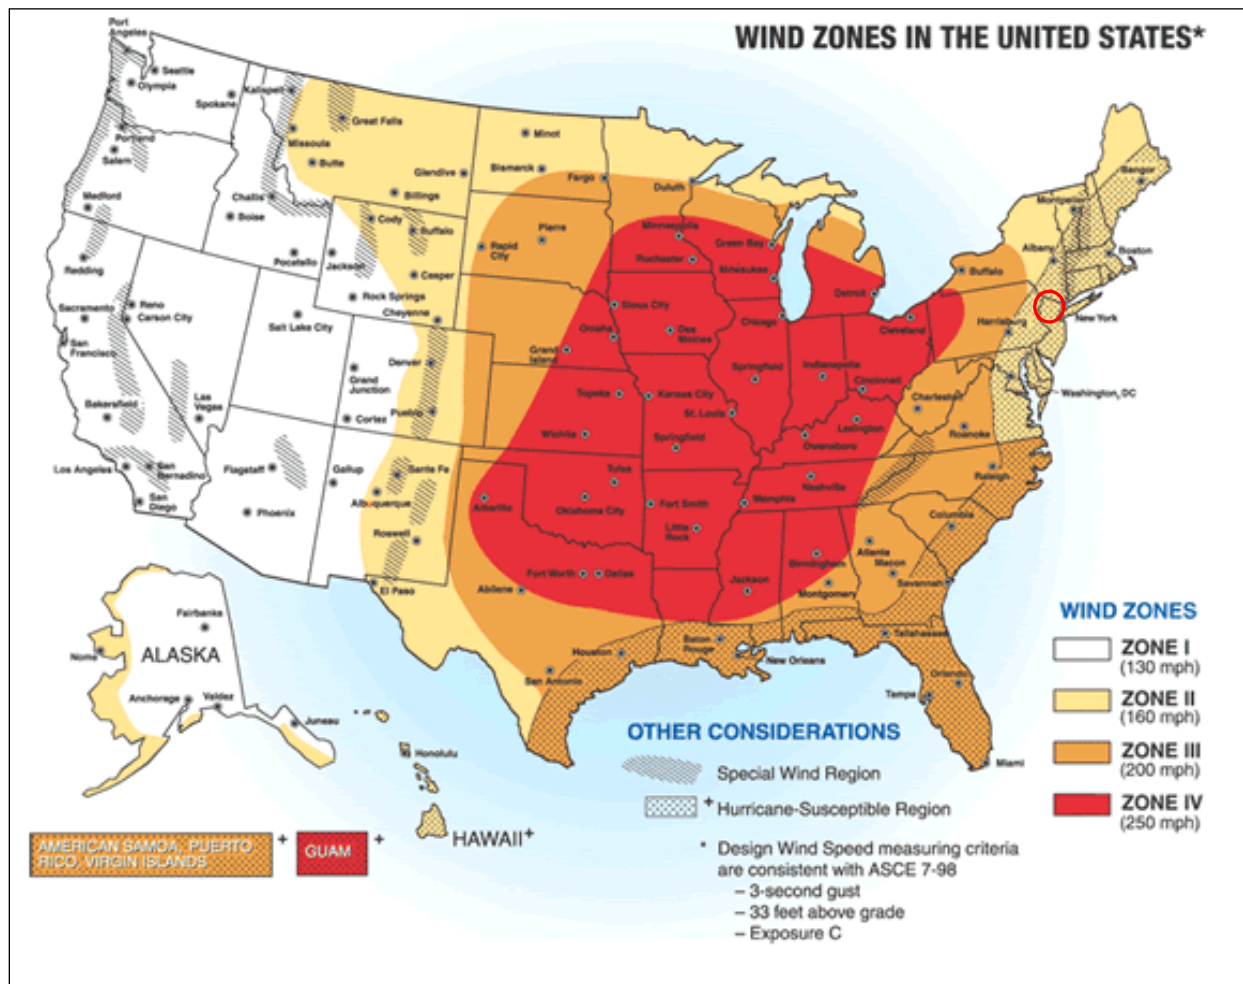 WIND ZONES IN THE UNITED STATES*
Port
Angeles
Seattle
Olympia
Spokane
Kalispell
Great Falls
Portland
Salem
Missoula
Butte
Glendive
Minot
Bismarck
Fargo
Duluth
Bangor
Montpelier
Medford
Challis
Boise
Billings
Cody
Buffalo
Pierre
Rapid
City
Minneapolis
Green Bay
Rochester
Milwaukee
Buffalo
Albany
Boston
Redding
Pocatello
Jackson
Casper
Rock Springs
Cheyenne
Sioux City
Detroit
Sacramento
Reno
Carson City
Salt Lake City
Omaha
Des
Moines
Chicago
Cleveland
Harrisburg
New York
San
Francisco
Grand
Junction
Denver
Grand
Island
Springfield
Indianapolis
Cincinnati
Washington, DC
Bakersfield
Las
Vegas
Cortez
Pueblo
Topeka
Kansas City
St. Louis
Charleston
Lexington
Roanoke
Wichita
Springfield
Owensboro
Los Angeles
San
Bernadino
Flagstaff
Gallup
Sante Fe
Tulsa
Nashville
Raleigh
San
Diego
Phoenix
Albuquerque
Amarillo
Oklahoma City
Fort Smith
Memphis
Columbia
Roswell
Little
Rock
Birmingham
Atlanta
Macon
El Paso
Abilene
Fort Worth
Dallas
Jackson
Montgomery
Savannah
Fairbanks
Nome
ALASKA
Anchorage
Valdez
Juneau
Houston
San Antonio
Baton
Rouge
New Orleans
Tallahassee
Orlando
Tampa
Miami
Honolulu
HAWAII+
AMERICAN SAMOA, PUERTO
RICO, VIRGIN ISLANDS
+
GUAM
+
OTHER CONSIDERATIONS
Special Wind Region
+ Hurricane-Susceptible Region
* Design Wind Speed measuring criteria
are consistent with ASCE 7-98
– 3-second gust
– 33 feet above grade
– Exposure C
WIND ZONES
ZONE I
(130 mph)
ZONE II
(160 mph)
ZONE III
(200 mph)
ZONE IV
(250 mph)